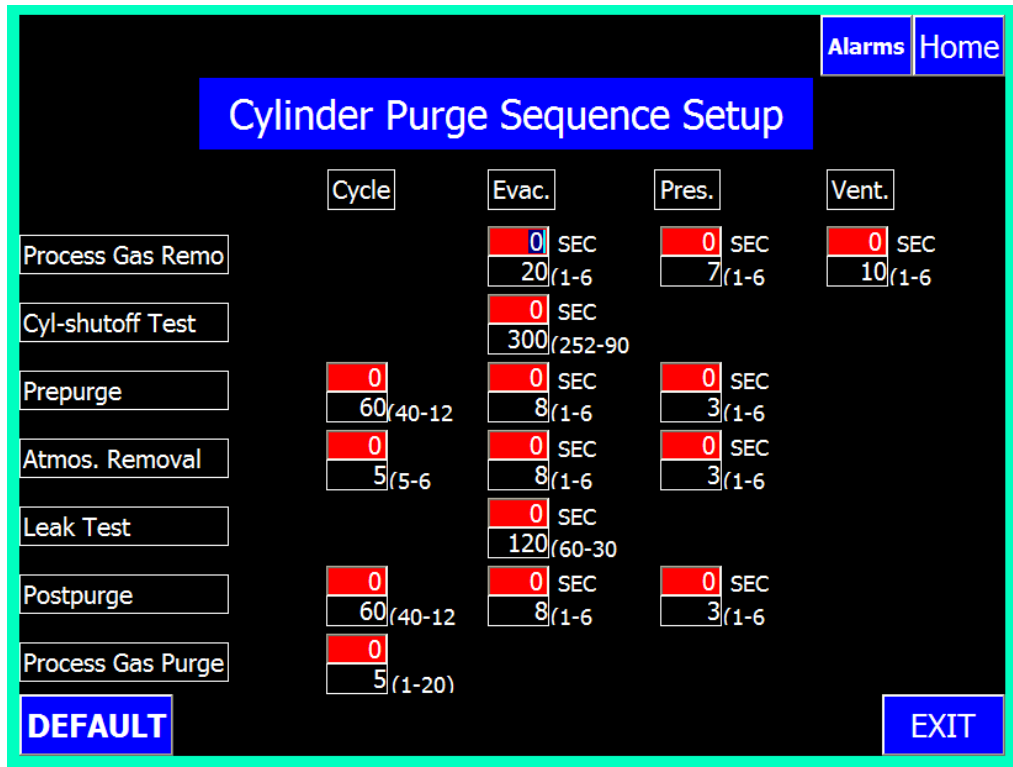 Alarms Home
Cylinder Purge Sequence Setup
Cycle Evac. Pres. Vent.
Process Gas Remo 0 SEC 0 SEC 0 SEC
20 (1-6 7 (1-6 10 (1-6
Cyl-shutoff Test 0 SEC
300 (252-90
Prepurge 0 0 SEC 0 SEC
60 (40-12 8 (1-6 3 (1-6
Atmos. Removal 0 0 SEC 0 SEC
5 (5-6 8 (1-6 3 (1-6
Leak Test 0 SEC
120 (60-30
Postpurge 0 0 SEC 0 SEC
60 (40-12 8 (1-6 3 (1-6
Process Gas Purge 0
5 (1-20)
DEFAULT EXIT